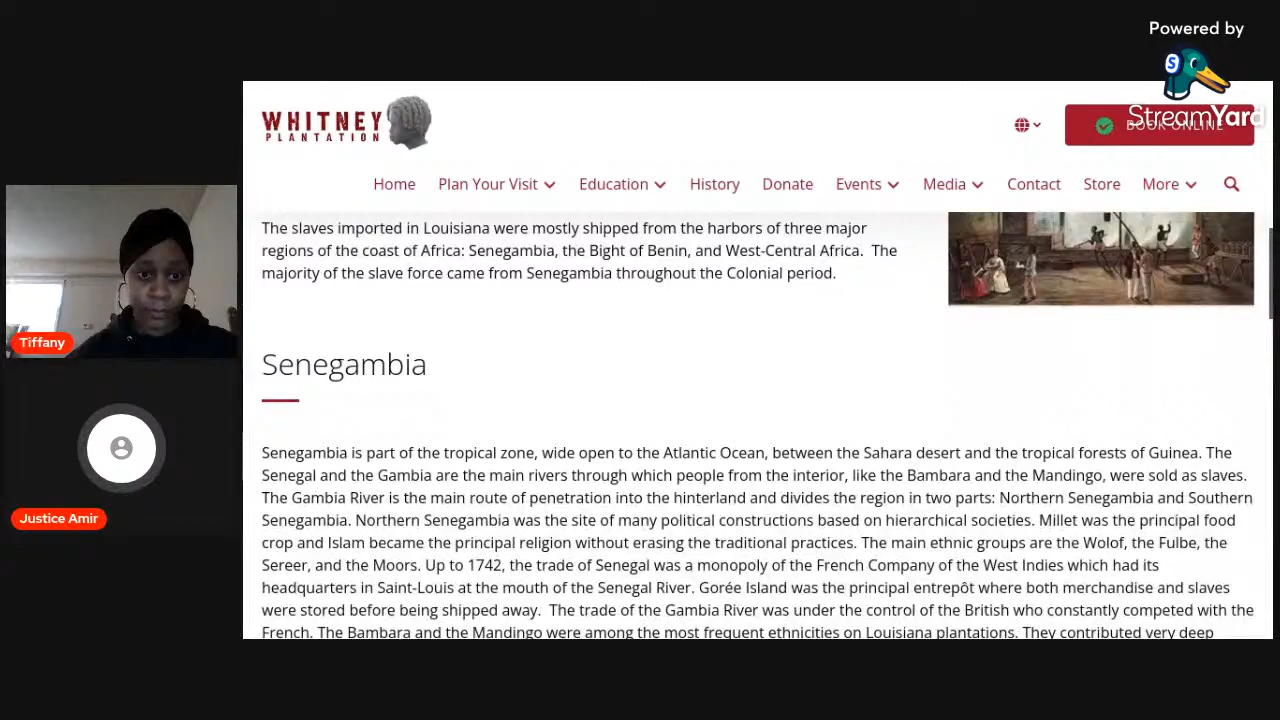 Powered by
StreamYard
WHITNEY
PLANTATION
BOOK ONLINE
Home Plan Your Visit Education History Donate Events Media Contact Store More
The slaves imported in Louisiana were mostly shipped from the harbors of three major
regions of the coast of Africa: Senegambia, the Bight of Benin, and West-Central Africa. The
majority of the slave force came from Senegambia throughout the Colonial period.
Tiffany
Senegambia
Senegambia is part of the tropical zone, wide open to the Atlantic Ocean, between the Sahara desert and the tropical forests of Guinea. The
Senegal and the Gambia are the main rivers through which people from the interior, like the Bambara and the Mandingo, were sold as slaves.
The Gambia River is the main route of penetration into the hinterland and divides the region in two parts: Northern Senegambia and Southern
Senegambia. Northern Senegambia was the site of many political constructions based on hierarchical societies. Millet was the principal food
crop and Islam became the principal religion without erasing the traditional practices. The main ethnic groups are the Wolof, the Fulbe, the
Sereer, and the Moors. Up to 1742, the trade of Senegal was a monopoly of the French Company of the West Indies which had its
headquarters in Saint-Louis at the mouth of the Senegal River. Gorée Island was the principal entrepôt where both merchandise and slaves
were stored before being shipped away. The trade of the Gambia River was under the control of the British who constantly competed with the
French. The Bambara and the Mandingo were among the most frequent ethnicities on Louisiana plantations. They contributed very deep
Justice Amir